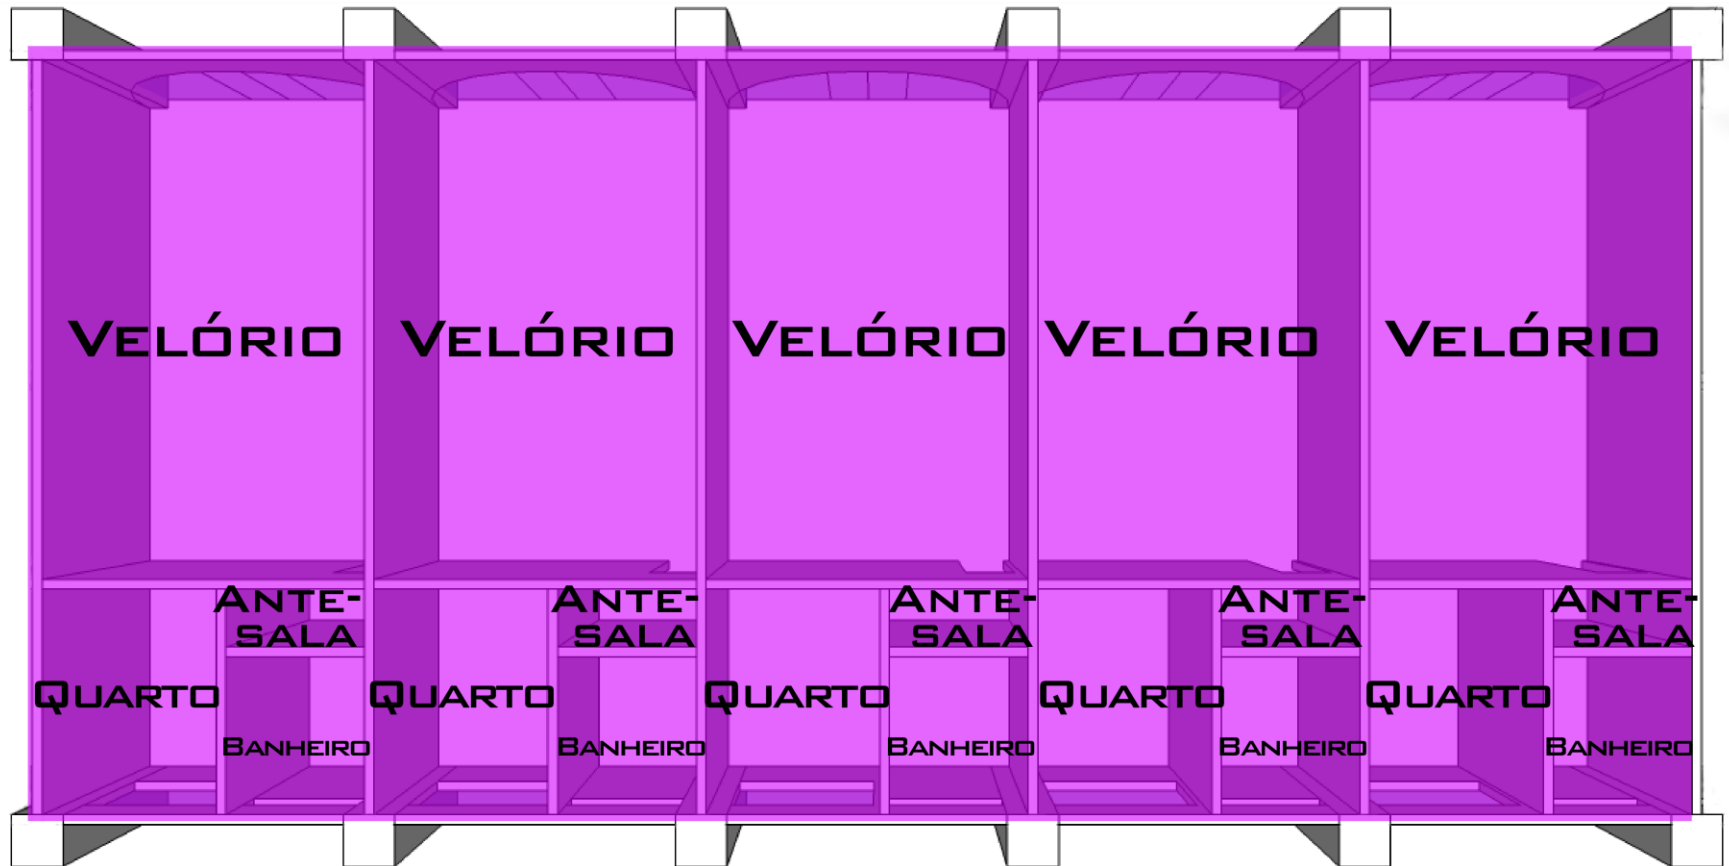 VELÓRIO VELÓRIO VELÓRIO VELÓRIO VELÓRIO
ANTE- ANTE- ANTE- ANTE- ANTE-
SALA SALA SALA SALA SALA
QUARTO QUARTO QUARTO QUARTO QUARTO
BANHEIRO BANHEIRO BANHEIRO BANHEIRO BANHEIRO